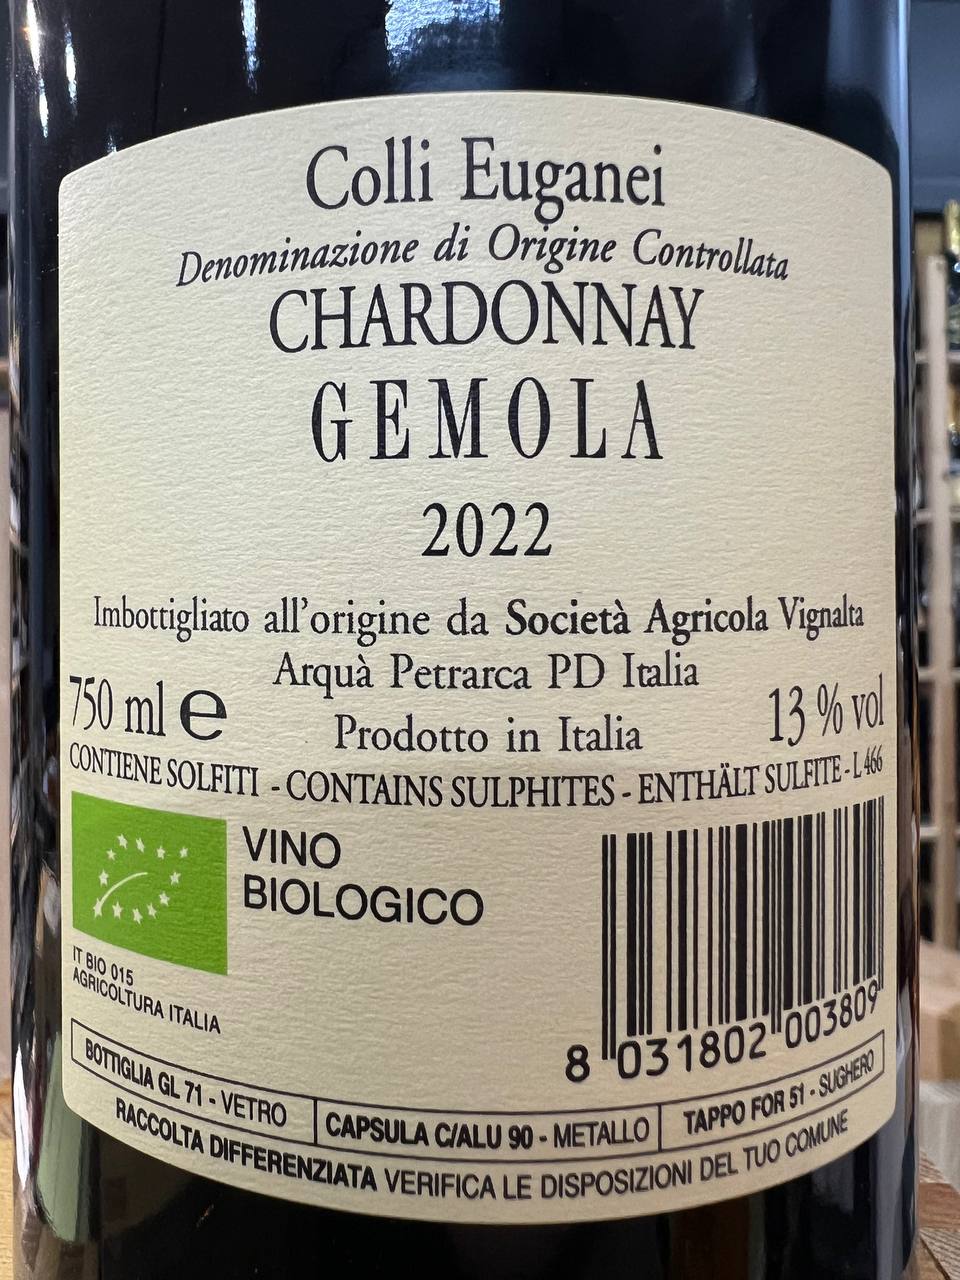 Colli Euganei
Denominazione di Origine Controllata
CHARDONNAY
GEMOLA
2022
Imbottigliato all'origine da Società Agricola Vignalta
Arquà Petrarca PD Italia
750 ml e
Prodotto in Italia
13 % vol
CONTIENE SOLFITI - CONTAINS SULPHITES - ENTHÄLT SULFITE - L 466
VINO
BIOLOGICO
IT BIO 015
AGRICOLTURA ITALIA
8 031802 003809
BOTTIGLIA GL 71 - VETRO
CAPSULA C/ALU 90 - METALLO
TAPPO FOR 51 - SUGHERO
RACCOLTA DIFFERENZIATA VERIFICA LE DISPOSIZIONI DEL TUO COMUNE